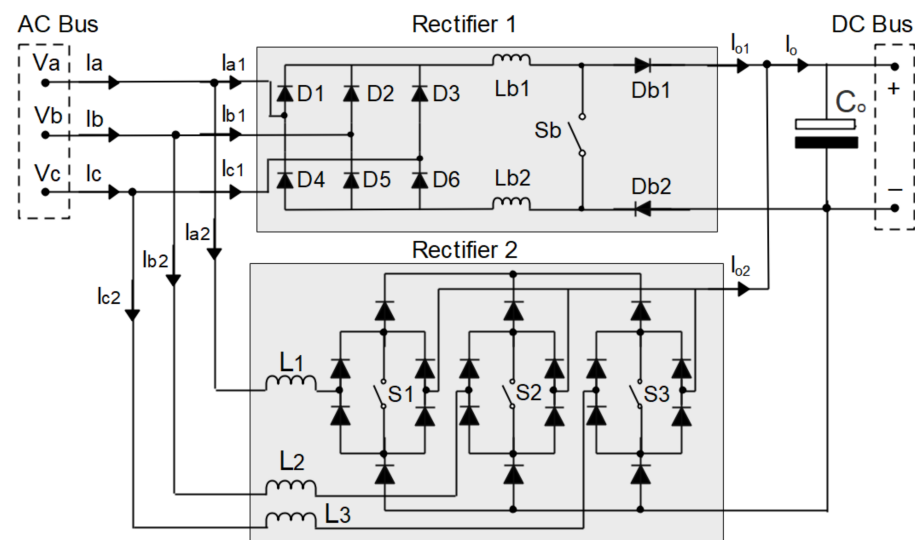 AC Bus Rectifier 1 DC Bus
Va Ia Ia1 Io1 Io
Lb1 Db1
D1 D2 D3 +
Vb Ib Ib1 Sb Co
Vc Ic Ic1
D4 D5 D6 Lb2 Db2 −
Ia2
Ib2 Rectifier 2 Io2
Ic2
L1 S1 S2 S3
L2
L3